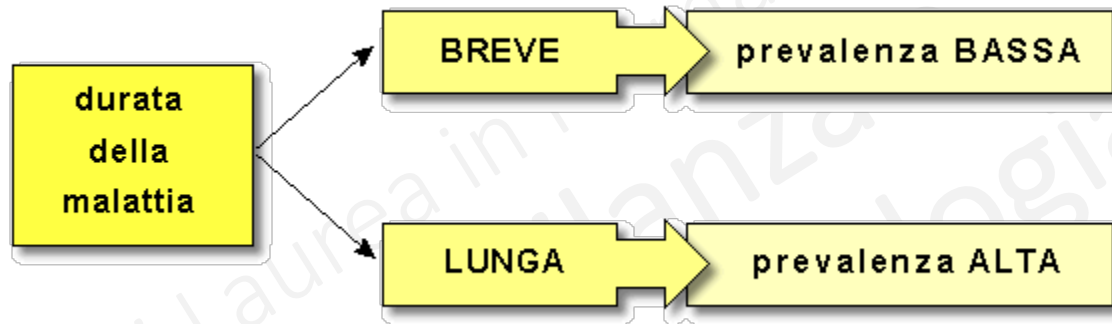 durata
della
malattia
BREVE
prevalenza BASSA
LUNGA
prevalenza ALTA